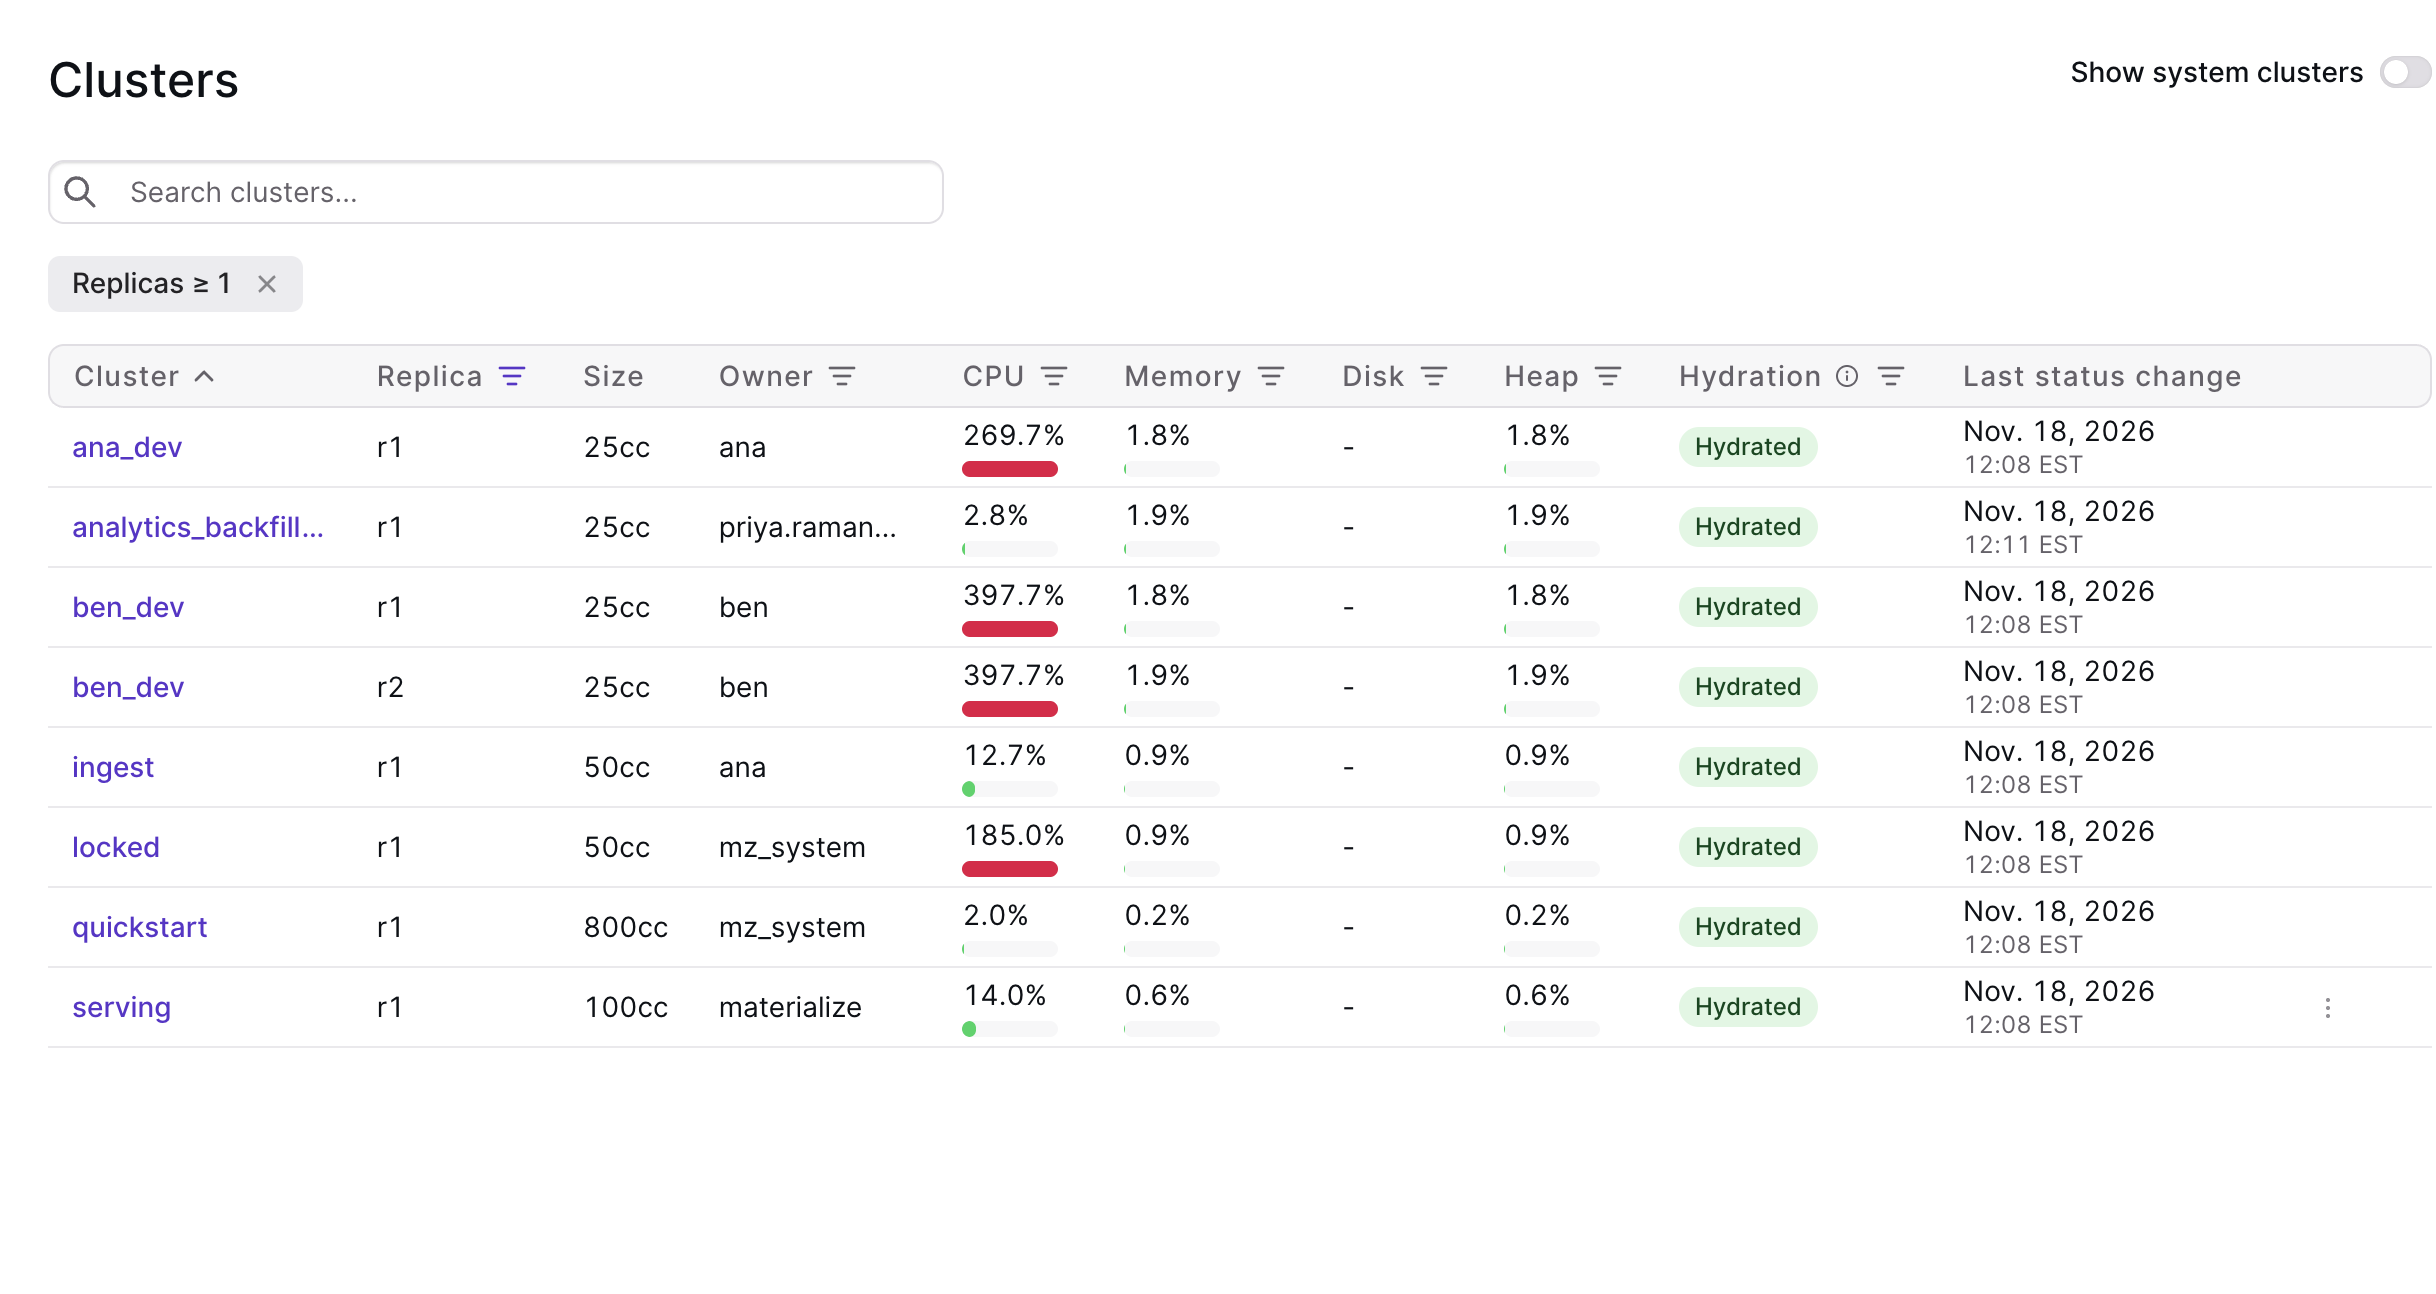 Clusters
Show system clusters
Search clusters...
Replicas ≥ 1
Cluster Replica Size Owner CPU Memory Disk Heap Hydration Last status change
ana_dev r1 25cc ana 269.7% 1.8% - 1.8% Hydrated Nov. 18, 2026
12:08 EST
analytics_backfill... r1 25cc priya.raman... 2.8% 1.9% - 1.9% Hydrated Nov. 18, 2026
12:11 EST
ben_dev r1 25cc ben 397.7% 1.8% - 1.8% Hydrated Nov. 18, 2026
12:08 EST
ben_dev r2 25cc ben 397.7% 1.9% - 1.9% Hydrated Nov. 18, 2026
12:08 EST
ingest r1 50cc ana 12.7% 0.9% - 0.9% Hydrated Nov. 18, 2026
12:08 EST
locked r1 50cc mz_system 185.0% 0.9% - 0.9% Hydrated Nov. 18, 2026
12:08 EST
quickstart r1 800cc mz_system 2.0% 0.2% - 0.2% Hydrated Nov. 18, 2026
12:08 EST
serving r1 100cc materialize 14.0% 0.6% - 0.6% Hydrated Nov. 18, 2026
12:08 EST